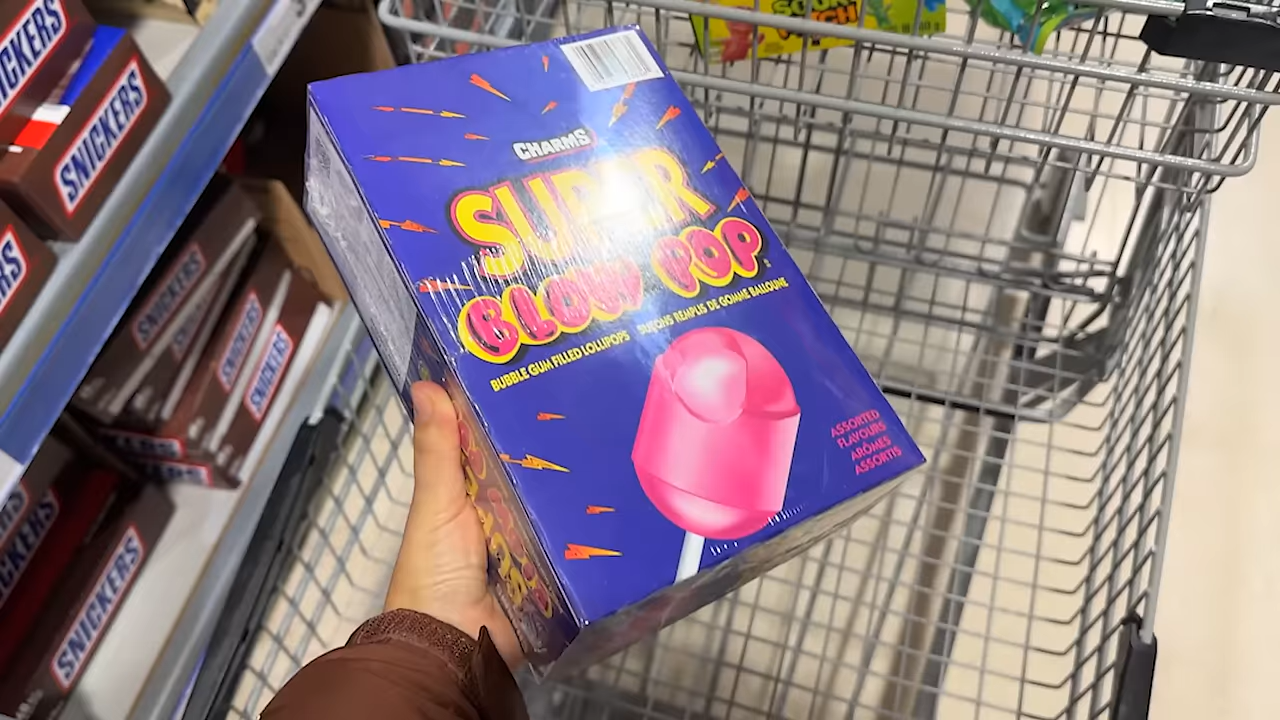 CHARMS
SUPER
BLOW POP
BUBBLE GUM FILLED LOLLIPOPS SUÇONS REMPLIS DE GOMME BALLOUNE
ASSORTED
FLAVOURS
ARÔMES
ASSORTIS
SOUR
SNICKERS
SNICKERS
SNICKERS
SNICKERS
SNICKERS
SNICKERS
SNICKERS